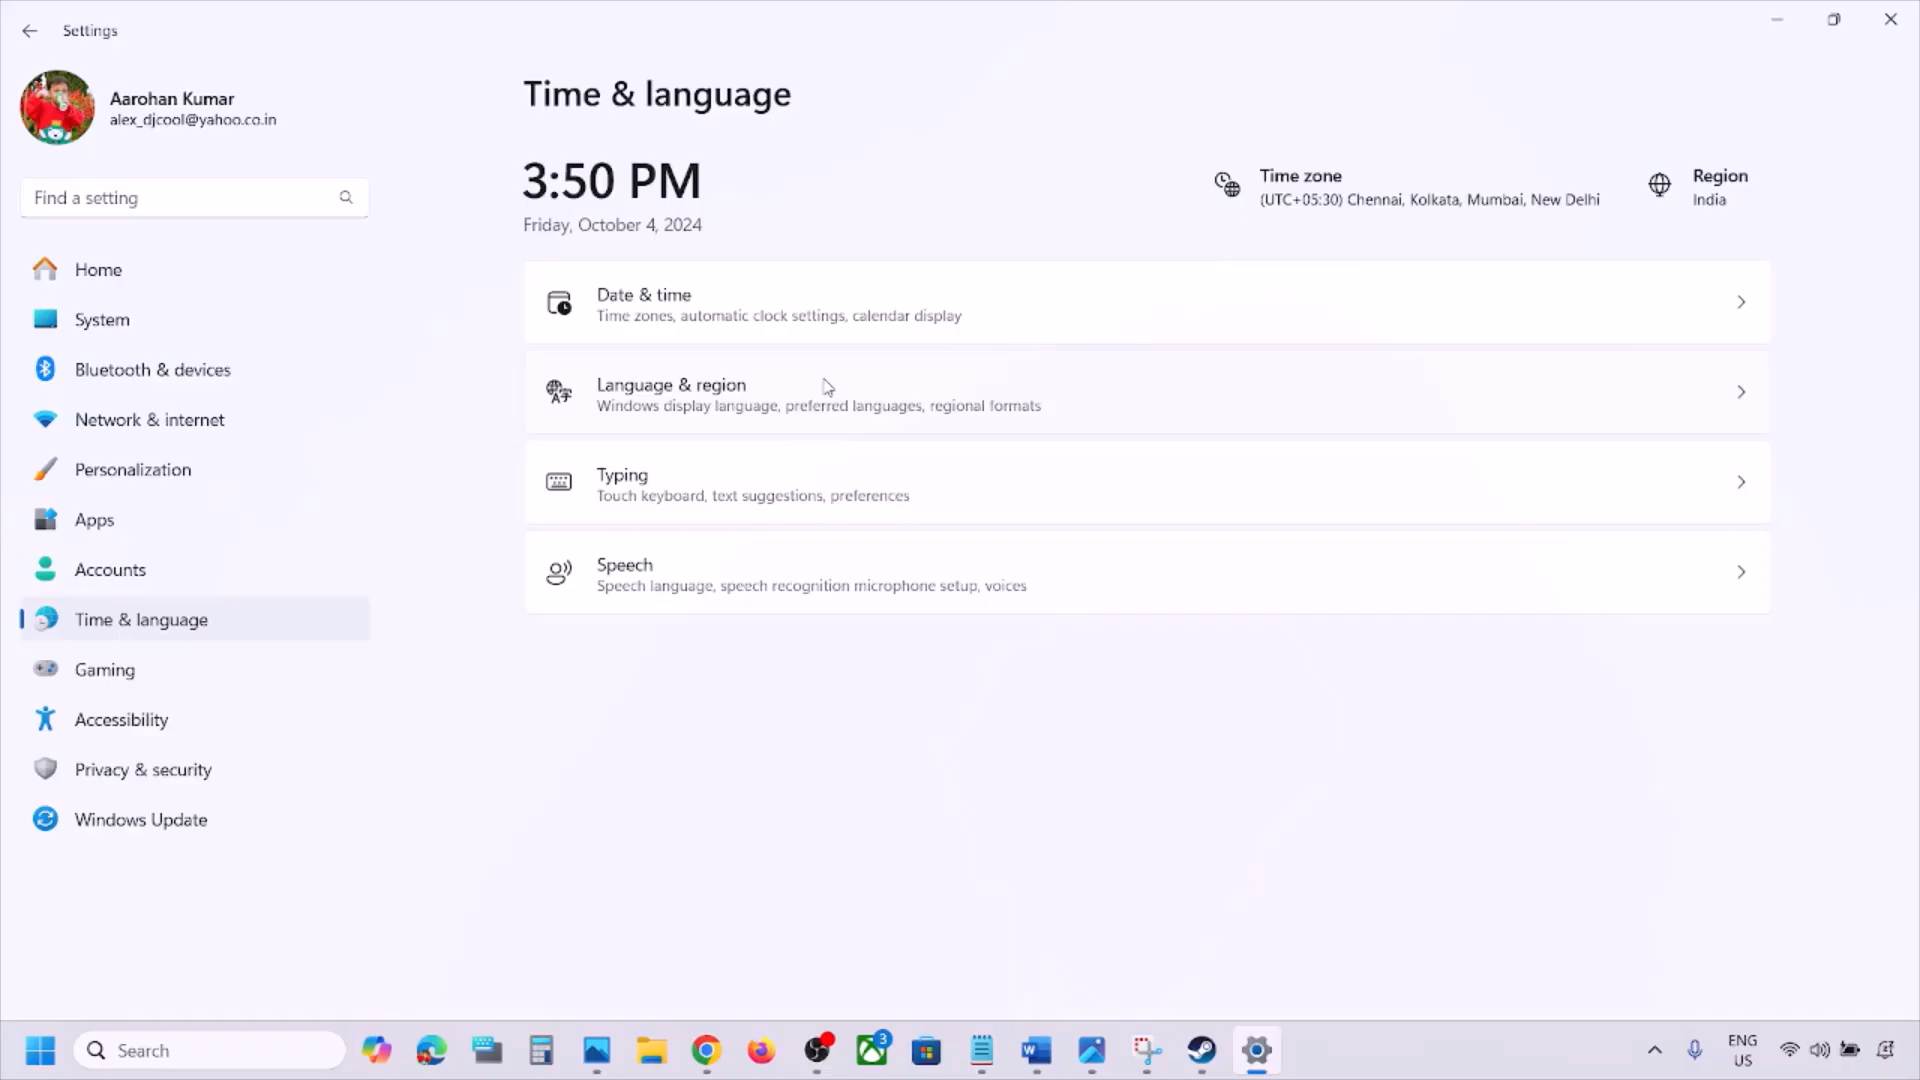 Settings
Aarohan Kumar
alex_djcool@yahoo.co.in
Find a setting
Home
System
Bluetooth & devices
Network & internet
Personalization
Apps
Accounts
Time & language
Gaming
Accessibility
Privacy & security
Windows Update
Time & language
3:50 PM
Friday, October 4, 2024
Time zone
(UTC+05:30) Chennai, Kolkata, Mumbai, New Delhi
Region
India
Date & time
Time zones, automatic clock settings, calendar display
Language & region
Windows display language, preferred languages, regional formats
Typing
Touch keyboard, text suggestions, preferences
Speech
Speech language, speech recognition microphone setup, voices
Search
3
ENG
US